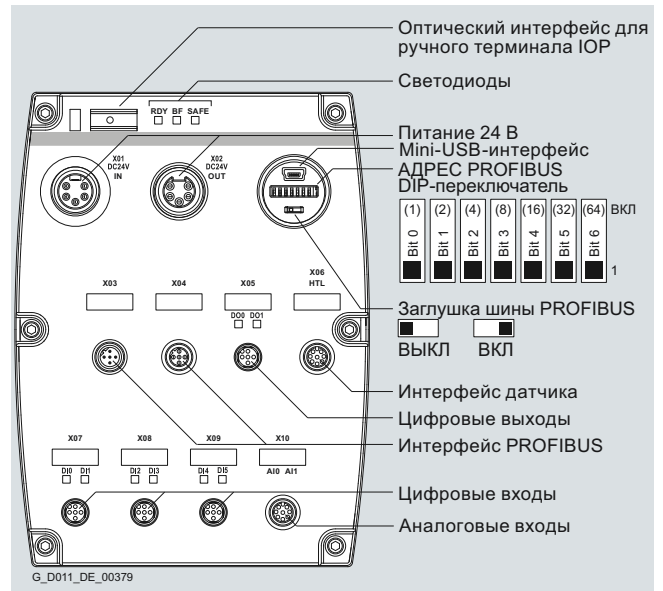 Оптический интерфейс для
ручного терминала IOP
Светодиоды
RDY BF SAFE
Питание 24 В
Mini-USB-интерфейс
АДРЕС PROFIBUS
DIP-переключатель
X01
DC24V
IN
X02
DC24V
OUT
(1) (2) (4) (8) (16) (32) (64) ВКЛ
Bit 0 Bit 1 Bit 2 Bit 3 Bit 4 Bit 5 Bit 6
1
X03 X04 X05 X06
HTL
DO0 DO1
Заглушка шины PROFIBUS
ВЫКЛ ВКЛ
Интерфейс датчика
Цифровые выходы
Интерфейс PROFIBUS
X07 X08 X09 X10
DI0 DI1 DI2 DI3 DI4 DI5 AI0 AI1
Цифровые входы
Аналоговые входы
G_D011_DE_00379